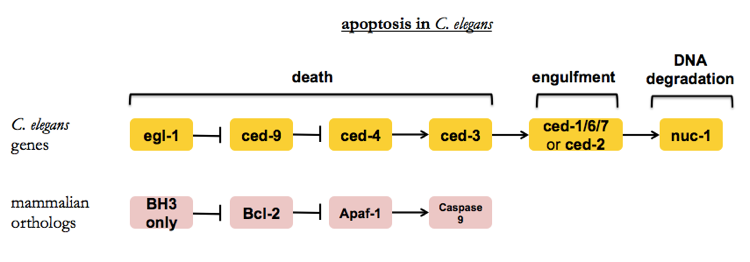 apoptosis in C. elegans
death
engulfment
DNA
degradation
C. elegans
genes
egl-1
ced-9
ced-4
ced-3
ced-1/6/7
or ced-2
nuc-1
mammalian
orthologs
BH3
only
Bcl-2
Apaf-1
Caspase
9